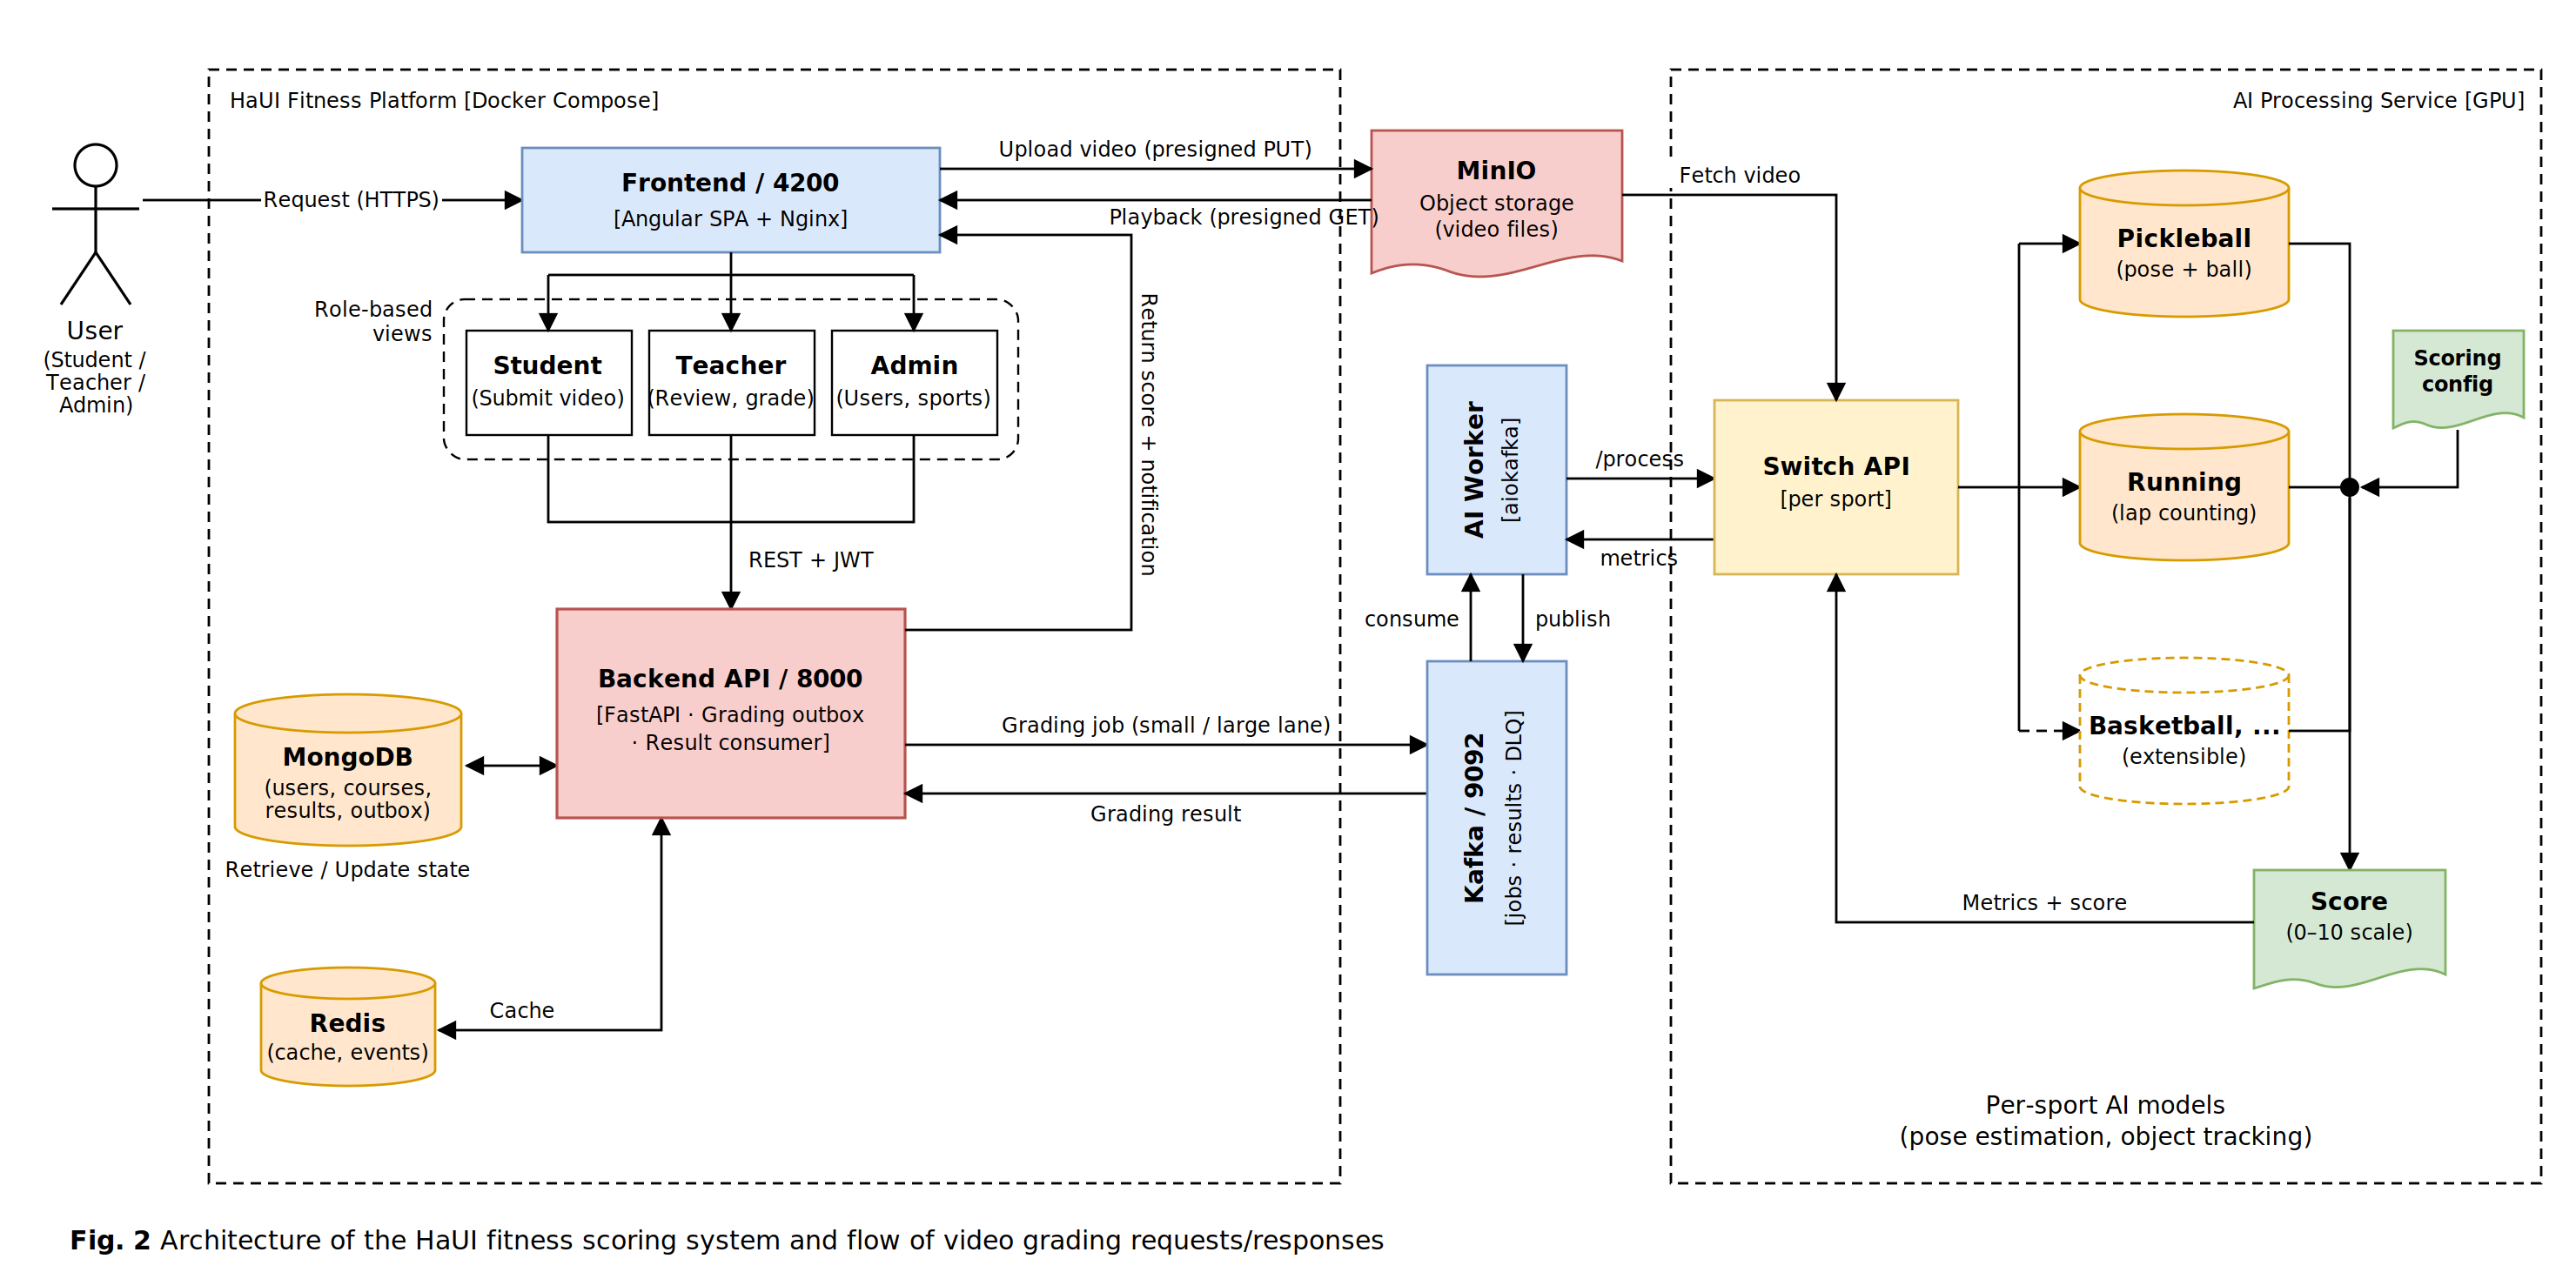 HaUI Fitness Platform [Docker Compose]
AI Processing Service [GPU]
User
(Student /
Teacher /
Admin)
Request (HTTPS)
Frontend / 4200
[Angular SPA + Nginx]
Upload video (presigned PUT)
Playback (presigned GET)
MinIO
Object storage
(video files)
Fetch video
Role-based
views
Student
(Submit video)
Teacher
(Review, grade)
Admin
(Users, sports)
Return score + notification
REST + JWT
Backend API / 8000
[FastAPI · Grading outbox
· Result consumer]
MongoDB
(users, courses,
results, outbox)
Retrieve / Update state
Redis
(cache, events)
Cache
Grading job (small / large lane)
Grading result
AI Worker
[aiokafka]
consume
publish
Kafka / 9092
[jobs · results · DLQ]
/process
metrics
Switch API
[per sport]
Pickleball
(pose + ball)
Running
(lap counting)
Basketball, ...
(extensible)
Scoring
config
Score
(0–10 scale)
Metrics + score
Per-sport AI models
(pose estimation, object tracking)
Fig. 2 Architecture of the HaUI fitness scoring system and flow of video grading requests/responses